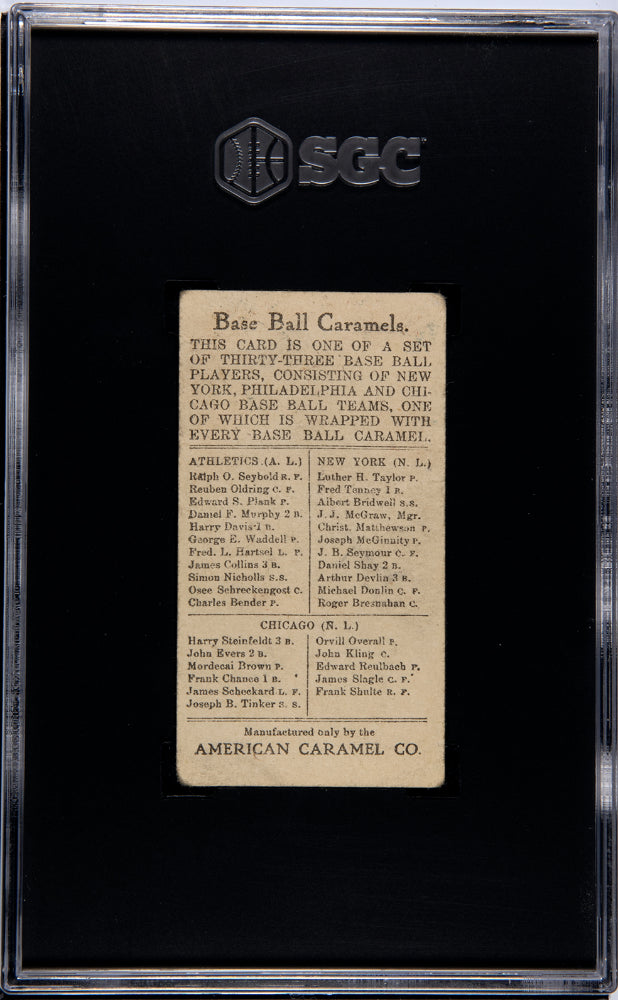 SGC
Base Ball Caramels.
THIS CARD IS ONE OF A SET
OF THIRTY-THREE BASE BALL
PLAYERS, CONSISTING OF NEW
YORK, PHILADELPHIA AND CHI-
CAGO BASE BALL TEAMS, ONE
OF WHICH IS WRAPPED WITH
EVERY BASE BALL CARAMEL.
ATHLETICS (A. L.)
Ralph O. Seybold R. F.
Reuben Oldring C. F.
Edward S. Plank P.
Daniel F. Murphy 2 B.
Harry Davis 1 B.
George E. Waddell P.
Fred. L. Hartsel L. F.
James Collins 3 B.
Simon Nicholls S.S.
Osee Schreckengost C.
Charles Bender P.
NEW YORK (N. L.)
Luther H. Taylor P.
Fred Tenney 1 B.
Albert Bridwell S.S.
J. J. McGraw, Mgr.
Christ. Matthewson P.
Joseph McGinnity P.
J. B. Seymour C. F.
Daniel Shay 2 B.
Arthur Devlin 3 B.
Michael Donlin C. F.
Roger Bresnahan C.
CHICAGO (N. L.)
Harry Steinfeldt 3 B.
John Evers 2 B.
Mordecai Brown P.
Frank Chance 1 B.
James Scheckard L. F.
Joseph B. Tinker S. S.
Orvill Overall P.
John Kling C.
Edward Reulbach P.
James Slagle C. F.
Frank Shulte R. F.
Manufactured only by the
AMERICAN CARAMEL CO.